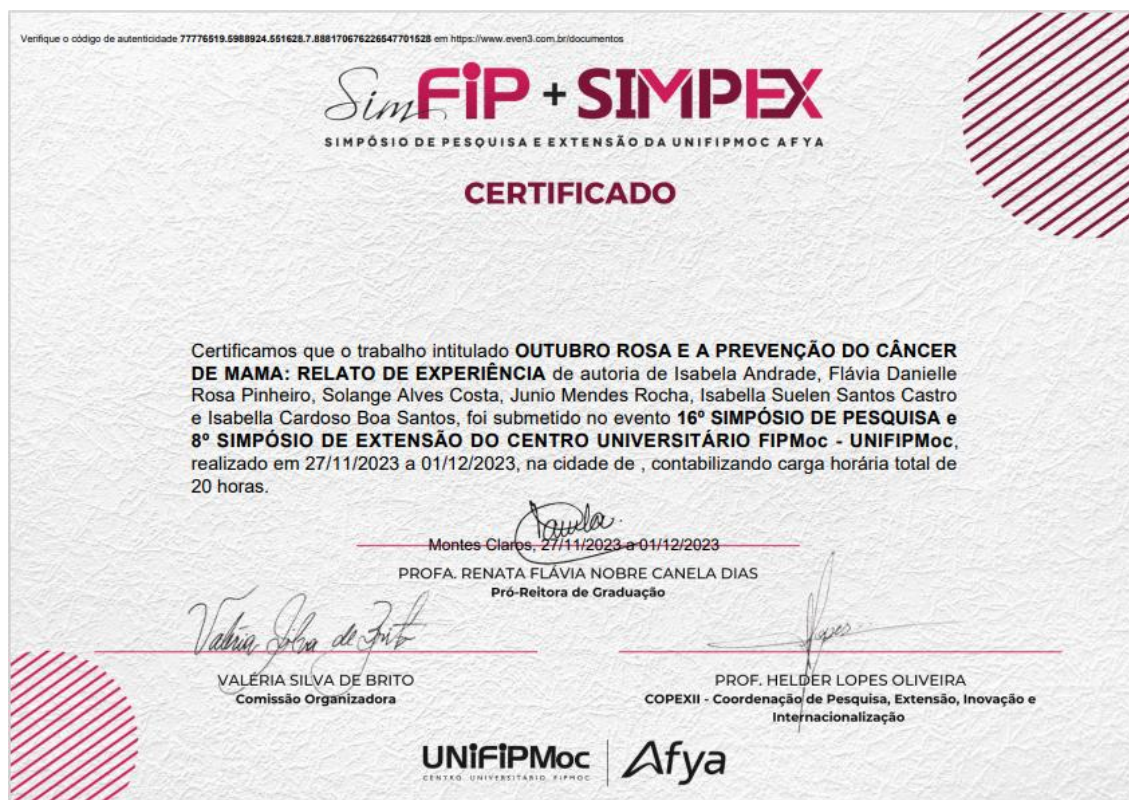 Verifique o código de autenticidade 77776519.5988924.551628.7.888170676226547701528 em https://www.even3.com.br/documentos
SimFiP + SIMPEX
SIMPÓSIO DE PESQUISA E EXTENSÃO DA UNIFIPMOC AFYA
CERTIFICADO
Certificamos que o trabalho intitulado OUTUBRO ROSA E A PREVENÇÃO DO CÂNCER
DE MAMA: RELATO DE EXPERIÊNCIA de autoria de Isabela Andrade, Flávia Danielle
Rosa Pinheiro, Solange Alves Costa, Junio Mendes Rocha, Isabella Suelen Santos Castro
e Isabella Cardoso Boa Santos, foi submetido no evento 16º SIMPÓSIO DE PESQUISA e
8º SIMPÓSIO DE EXTENSÃO DO CENTRO UNIVERSITÁRIO FIPMoc - UNIFIPMoc,
realizado em 27/11/2023 a 01/12/2023, na cidade de , contabilizando carga horária total de
20 horas.
Montes Claros, 27/11/2023 a 01/12/2023
PROFA. RENATA FLÁVIA NOBRE CANELA DIAS
Pró-Reitora de Graduação
Valéria Silva de Brito
VALÉRIA SILVA DE BRITO
Comissão Organizadora
PROF. HELDER LOPES OLIVEIRA
COPEXII - Coordenação de Pesquisa, Extensão, Inovação e
Internacionalização
UNiFiPMoc
CENTRO UNIVERSITÁRIO FIPMOC
Afya